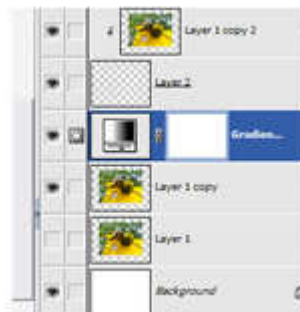 Layer 1 copy 2
Layer 2
Gradien...
Layer 1 copy
Layer 1
Background